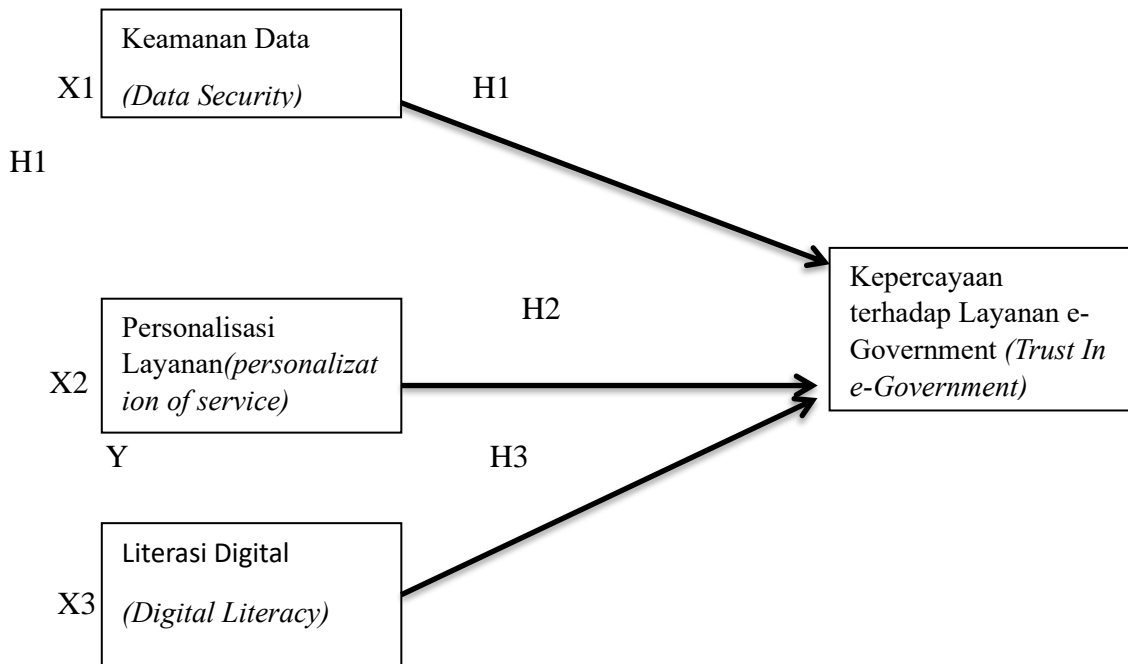 Keamanan Data
(Data Security)
X1
H1
H1
Kepercayaan
terhadap Layanan e-
Government (Trust In
e-Government)
H2
Personalisasi
Layanan(personalizat
ion of service)
X2
Y
H3
Literasi Digital
(Digital Literacy)
X3